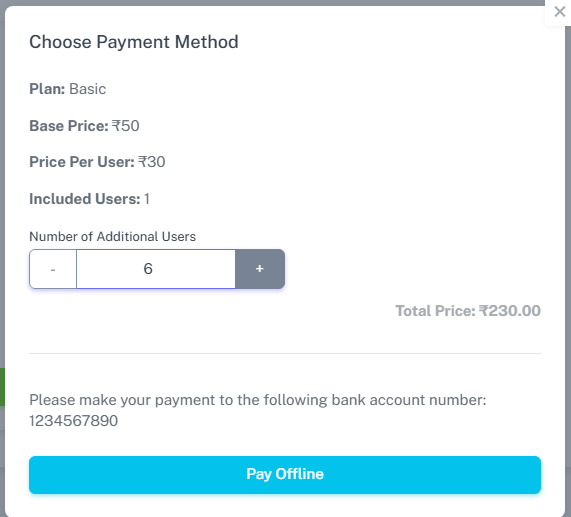 ×
Choose Payment Method
Plan: Basic
Base Price: ₹50
Price Per User: ₹30
Included Users: 1
Number of Additional Users
- 6 +
Total Price: ₹230.00
Please make your payment to the following bank account number:
1234567890
Pay Offline